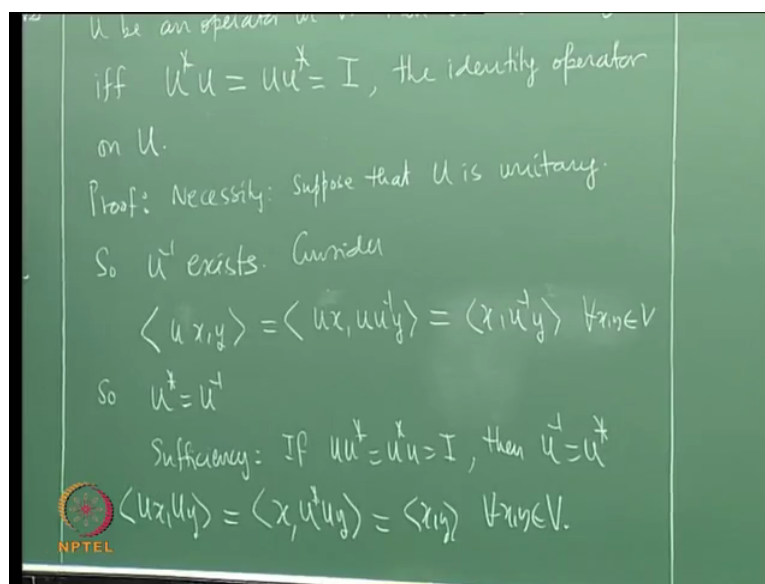 U be an operator
iff U*U = UU* = I, the identity operator
on U.
Proof: Necessity: Suppose that U is unitary.
So U⁻¹ exists. Consider
⟨Ux,y⟩ = ⟨Ux, UU⁻¹y⟩ = ⟨x, U⁻¹y⟩ ∀x,y∈V
So U* = U⁻¹
Sufficiency: If UU* = U*U = I, then U⁻¹ = U*
⟨Ux,Uy⟩ = ⟨x, U*Uy⟩ = ⟨x,y⟩ ∀x,y∈V.
NPTEL